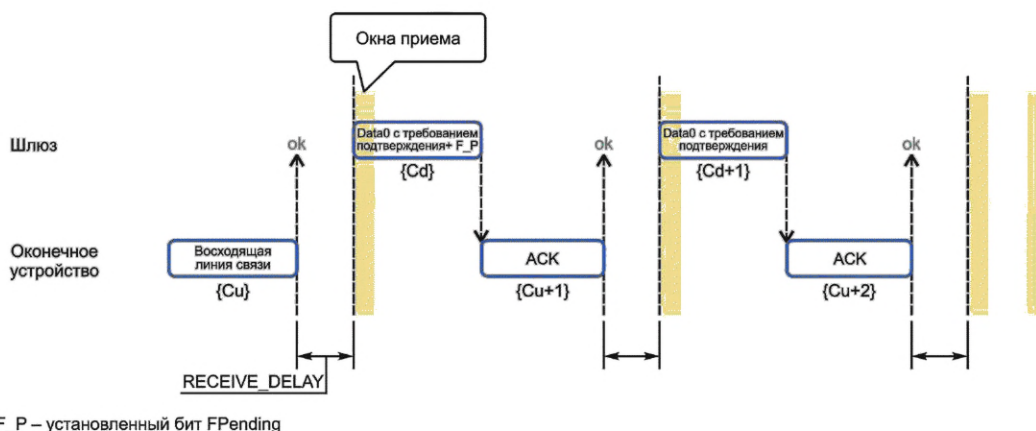 Окна приема
Шлюз
ok
Data0 с требованием
подтверждения+ F_P
{Cd}
ok
Data0 с требованием
подтверждения
{Cd+1}
ok
Оконечное
устройство
Восходящая
линия связи
{Cu}
ACK
{Cu+1}
ACK
{Cu+2}
RECEIVE_DELAY
F_P – установленный бит FPending